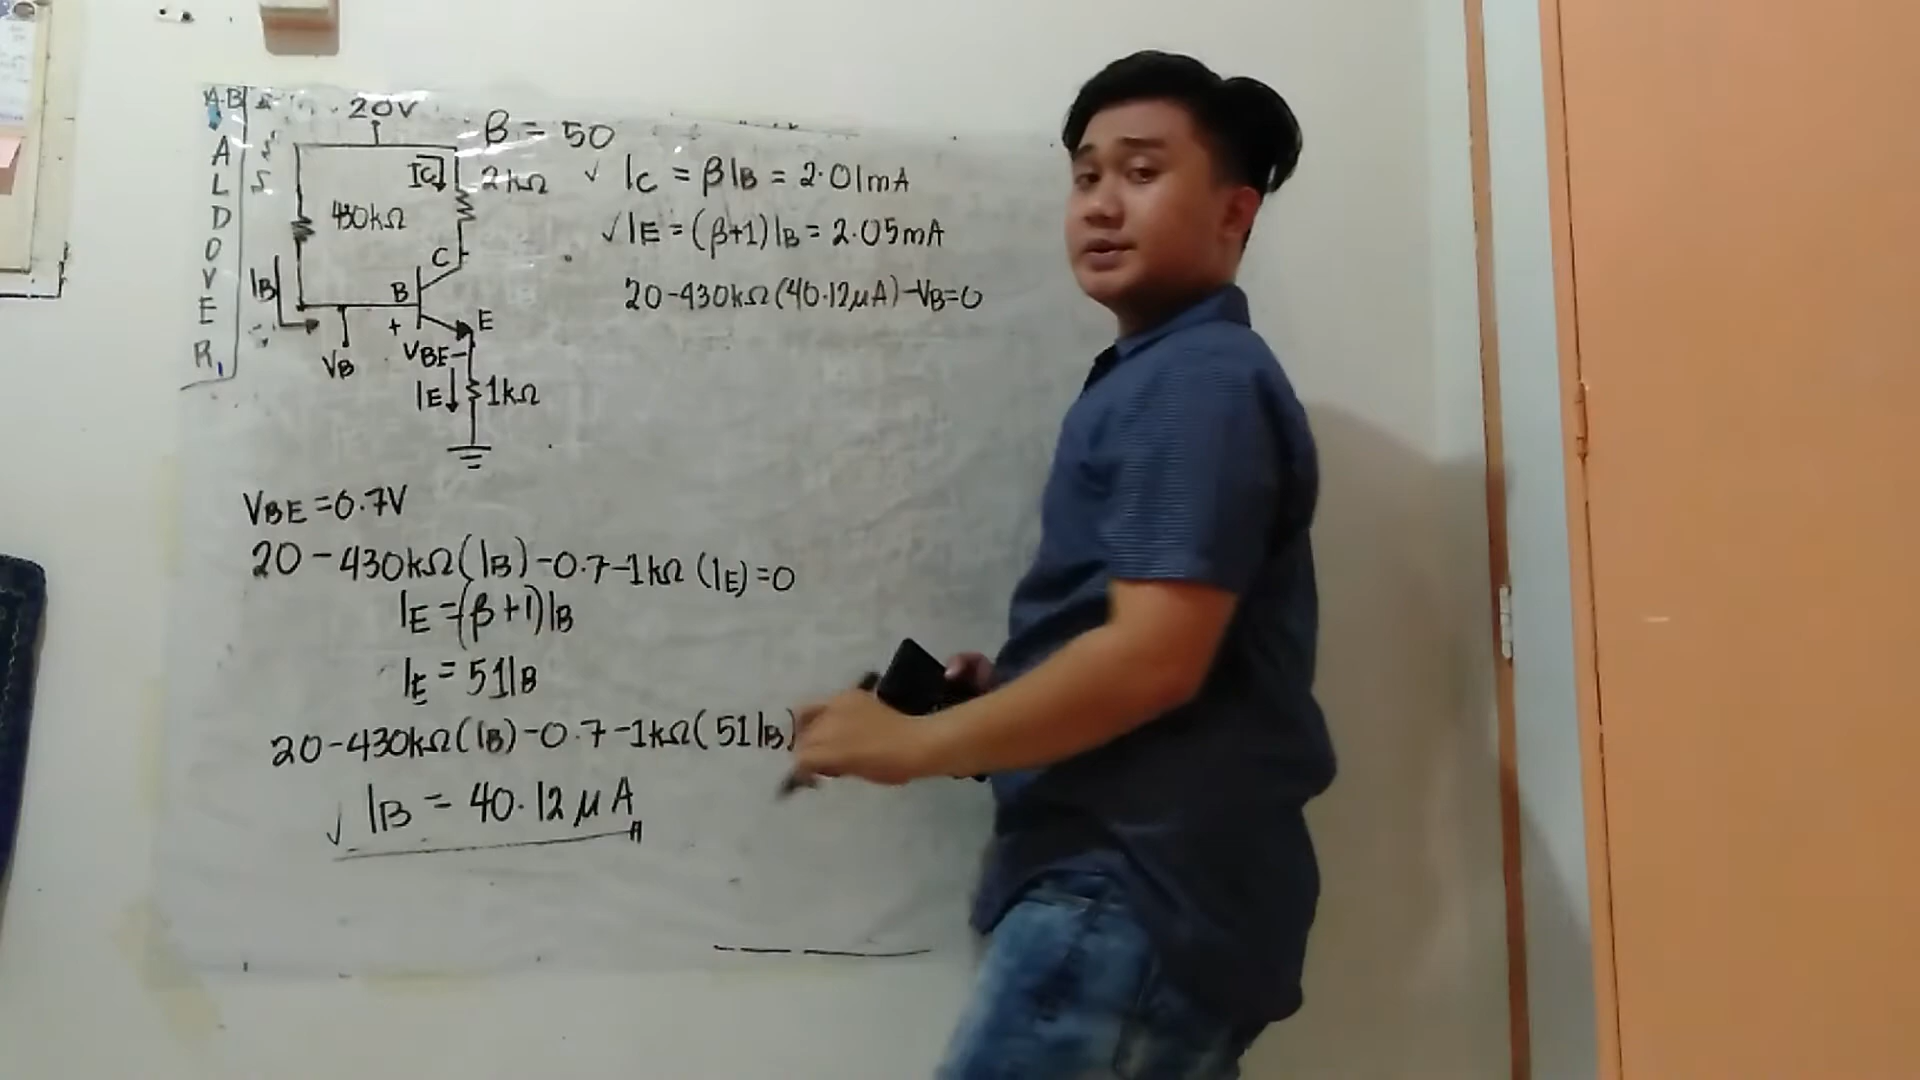 A.B
A
L
D
O
V
E
R,
20V
β = 50
IC
2kΩ
430kΩ
C
IB
B
E
+
VB
VBE -
IE
1kΩ
✓ IC = βIB = 2.01mA
✓ IE = (β+1)IB = 2.05mA
20-430kΩ(40.12μA)-VB=0
VBE = 0.7V
20 - 430kΩ(IB)-0.7-1kΩ (IE)=0
IE =(β+1)IB
IE = 51IB
20-430kΩ(IB)-0.7-1kΩ(51IB)
✓ IB = 40.12μA